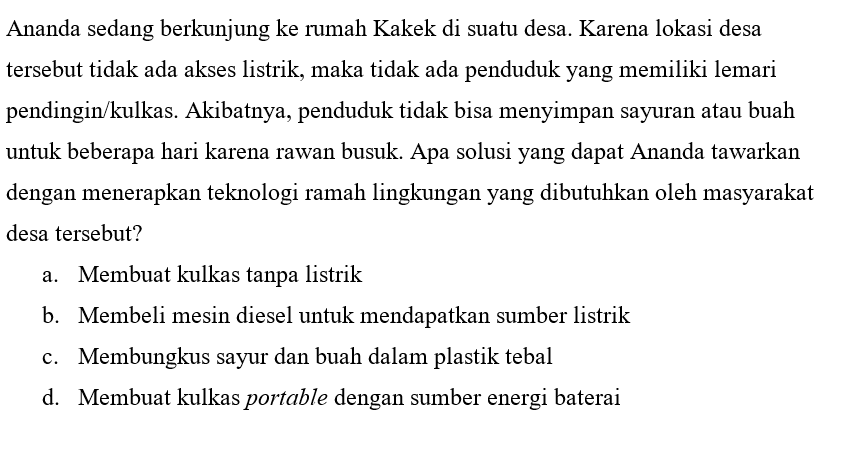 Ananda sedang berkunjung ke rumah Kakek di suatu desa. Karena lokasi desa
tersebut tidak ada akses listrik, maka tidak ada penduduk yang memiliki lemari
pendingin/kulkas. Akibatnya, penduduk tidak bisa menyimpan sayuran atau buah
untuk beberapa hari karena rawan busuk. Apa solusi yang dapat Ananda tawarkan
dengan menerapkan teknologi ramah lingkungan yang dibutuhkan oleh masyarakat
desa tersebut?
a. Membuat kulkas tanpa listrik
b. Membeli mesin diesel untuk mendapatkan sumber listrik
c. Membungkus sayur dan buah dalam plastik tebal
d. Membuat kulkas portable dengan sumber energi baterai